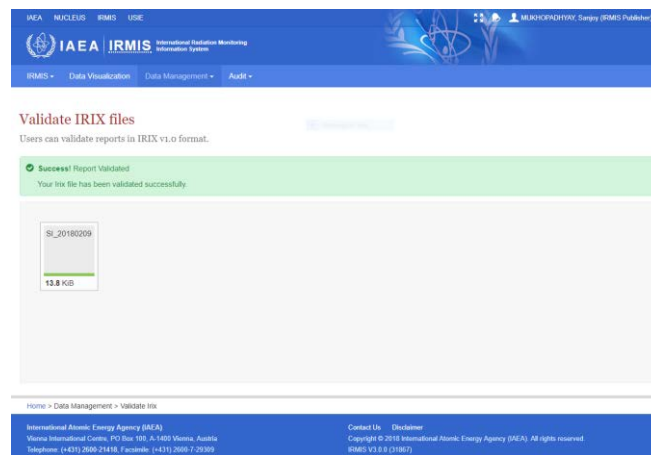 IAEA NUCLEUS IRMIS USIE
MUKHOPADHYAY, Sanjoy (IRMIS Publisher)
IAEA IRMIS International Radiation Monitoring
Information System
IRMIS Data Visualization Data Management Audit
Validate IRIX files
Users can validate reports in IRIX v1.0 format.
Success! Report Validated
Your Irix file has been validated successfully.
SI_20180209
13.8 KiB
Home > Data Management > Validate Irix
International Atomic Energy Agency (IAEA)
Vienna International Centre, PO Box 100, A-1400 Vienna, Austria
Telephone: (+431) 2600-21418, Facsimile: (+431) 2600-7-29309
Contact Us Disclaimer
Copyright © 2018 International Atomic Energy Agency (IAEA). All rights reserved.
IRMIS V3.0.0 (31867)